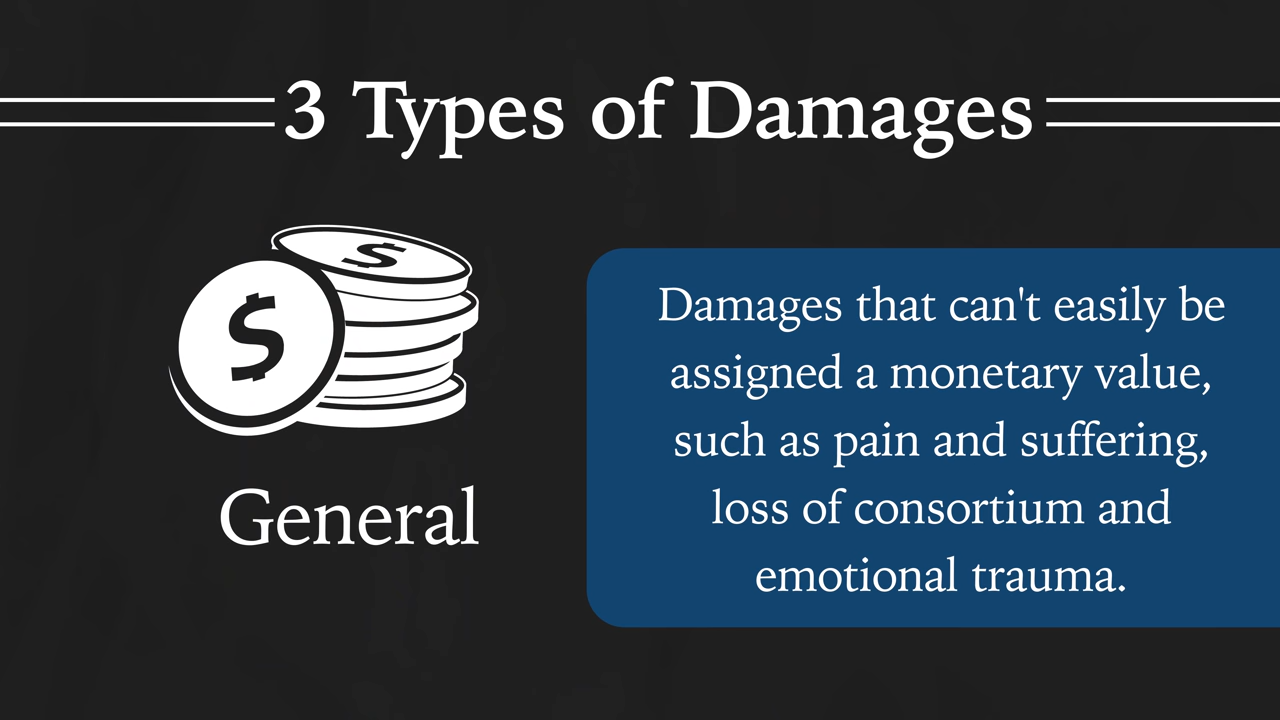 3 Types of Damages
$
$
General
Damages that can't easily be
assigned a monetary value,
such as pain and suffering,
loss of consortium and
emotional trauma.